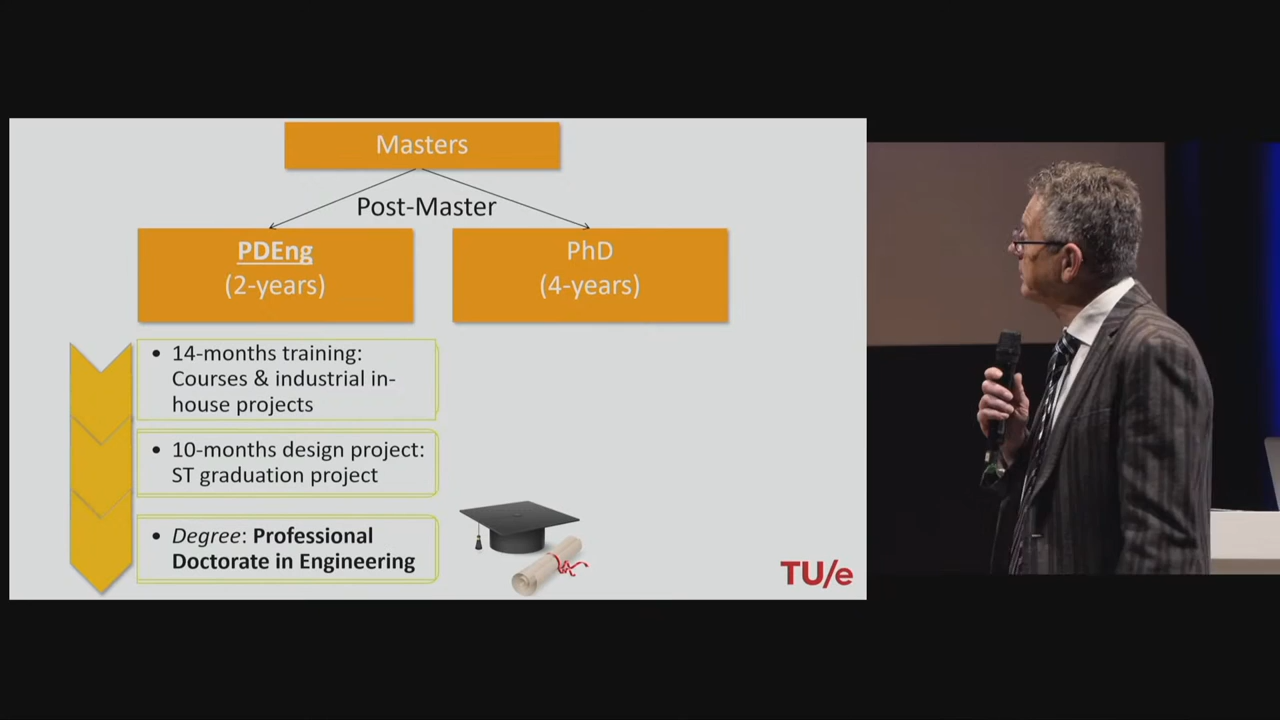 Masters
Post-Master
PDEng
(2-years)
PhD
(4-years)
• 14-months training:
Courses & industrial in-
house projects
• 10-months design project:
ST graduation project
• Degree: Professional
Doctorate in Engineering
TU/e